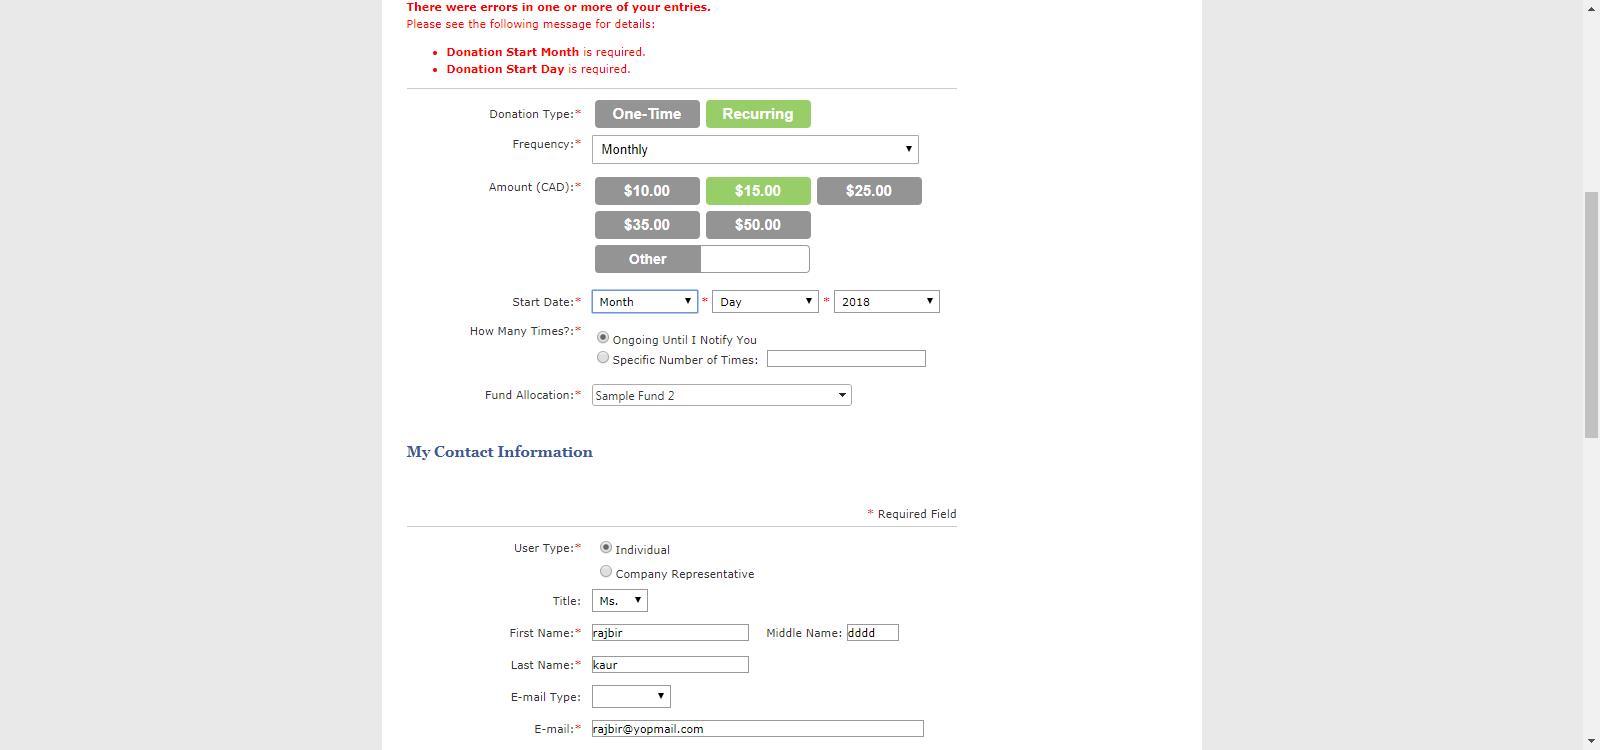 There were errors in one or more of your entries.
Please see the following message for details:
• Donation Start Month is required.
• Donation Start Day is required.
Donation Type:* One-Time Recurring
Frequency:* Monthly
Amount (CAD):* $10.00 $15.00 $25.00
$35.00 $50.00
Other
Start Date:* Month * Day * 2018
How Many Times?:* Ongoing Until I Notify You
Specific Number of Times:
Fund Allocation:* Sample Fund 2
My Contact Information
* Required Field
User Type:* Individual
Company Representative
Title: Ms.
First Name:* rajbir Middle Name: dddd
Last Name:* kaur
E-mail Type:
E-mail:* rajbir@yopmail.com